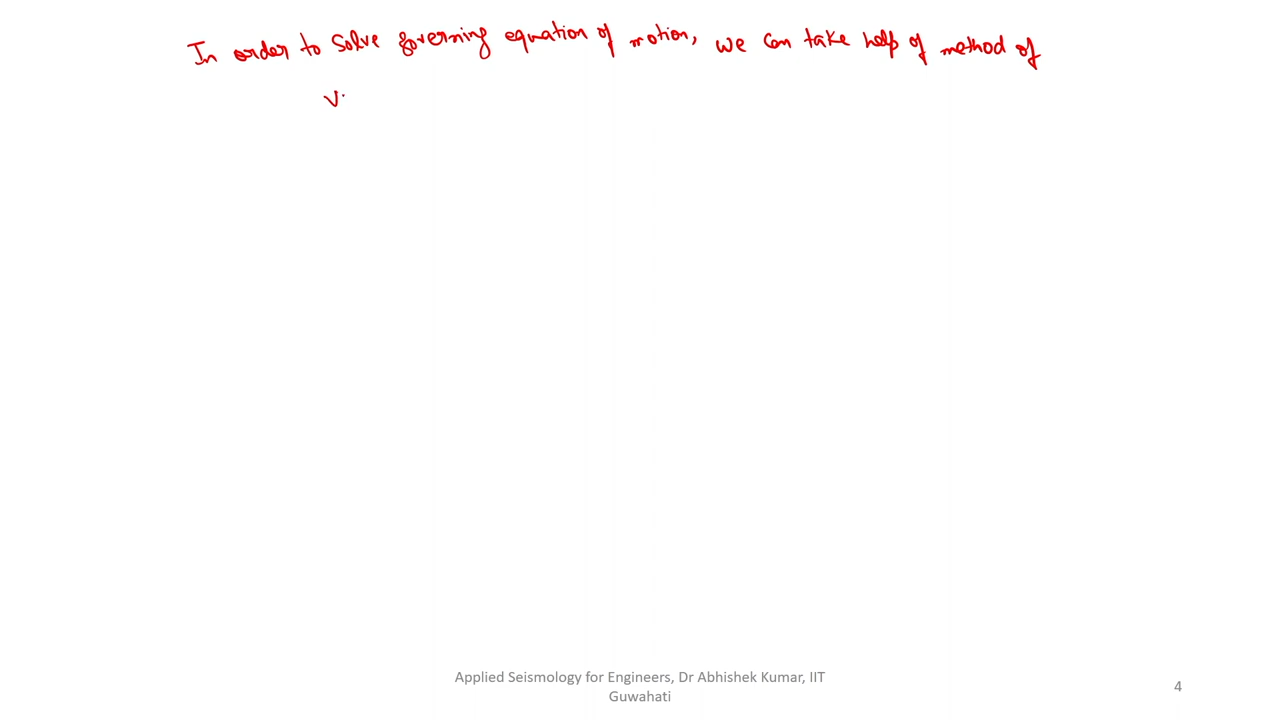 In order to solve governing equation of motion, we can take help of method of
v
Applied Seismology for Engineers, Dr Abhishek Kumar, IIT
Guwahati
4